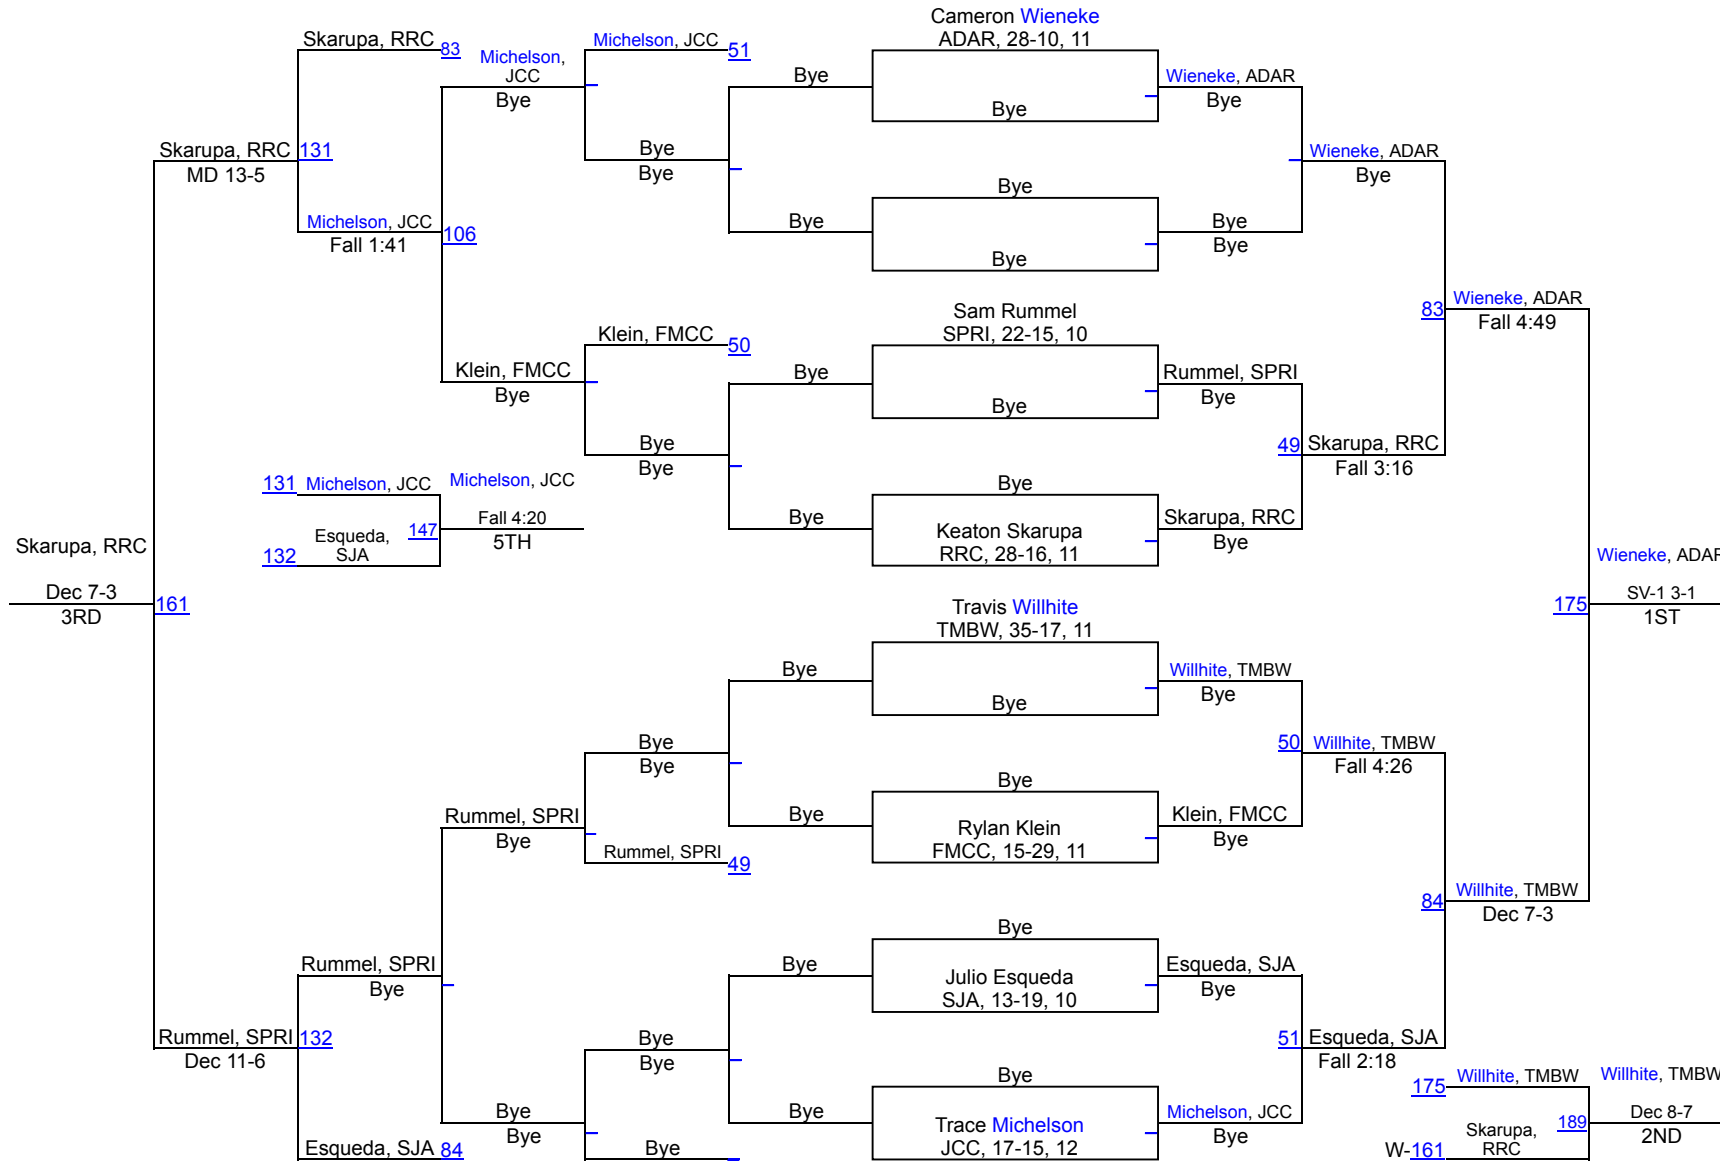 Cameron Wieneke
ADAR, 28-10, 11
Skarupa, RRC
83
Michelson, JCC
51
Michelson,
JCC
Bye
Bye
Bye
Wieneke, ADAR
Bye
Skarupa, RRC
131
MD 13-5
Bye
Bye
Wieneke, ADAR
Bye
Michelson, JCC
Fall 1:41
106
Bye
Bye
Bye
Bye
Bye
Klein, FMCC
50
Sam Rummel
SPRI, 22-15, 10
83
Wieneke, ADAR
Fall 4:49
Klein, FMCC
Bye
Bye
Bye
Rummel, SPRI
Bye
Bye
Bye
49
Skarupa, RRC
Fall 3:16
131
Michelson, JCC
Michelson, JCC
Esqueda,
SJA
132
147
Fall 4:20
5TH
Bye
Bye
Keaton Skarupa
RRC, 28-16, 11
Skarupa, RRC
Bye
Skarupa, RRC
Dec 7-3
3RD
161
Wieneke, ADAR
175
SV-1 3-1
1ST
Travis Willhite
TMBW, 35-17, 11
Bye
Bye
Willhite, TMBW
Bye
Bye
Bye
50
Willhite, TMBW
Fall 4:26
Rummel, SPRI
Bye
Rummel, SPRI
49
Bye
Bye
Rylan Klein
FMCC, 15-29, 11
Klein, FMCC
Bye
84
Willhite, TMBW
Dec 7-3
Rummel, SPRI
Bye
Bye
Bye
Julio Esqueda
SJA, 13-19, 10
Esqueda, SJA
Bye
Rummel, SPRI
132
Dec 11-6
Bye
Bye
51
Esqueda, SJA
Fall 2:18
Bye
Bye
Bye
Bye
Trace Michelson
JCC, 17-15, 12
Michelson, JCC
Bye
175
Willhite, TMBW
Willhite, TMBW
Esqueda, SJA
84
Bye
W-161
Skarupa,
RRC
189
Dec 8-7
2ND